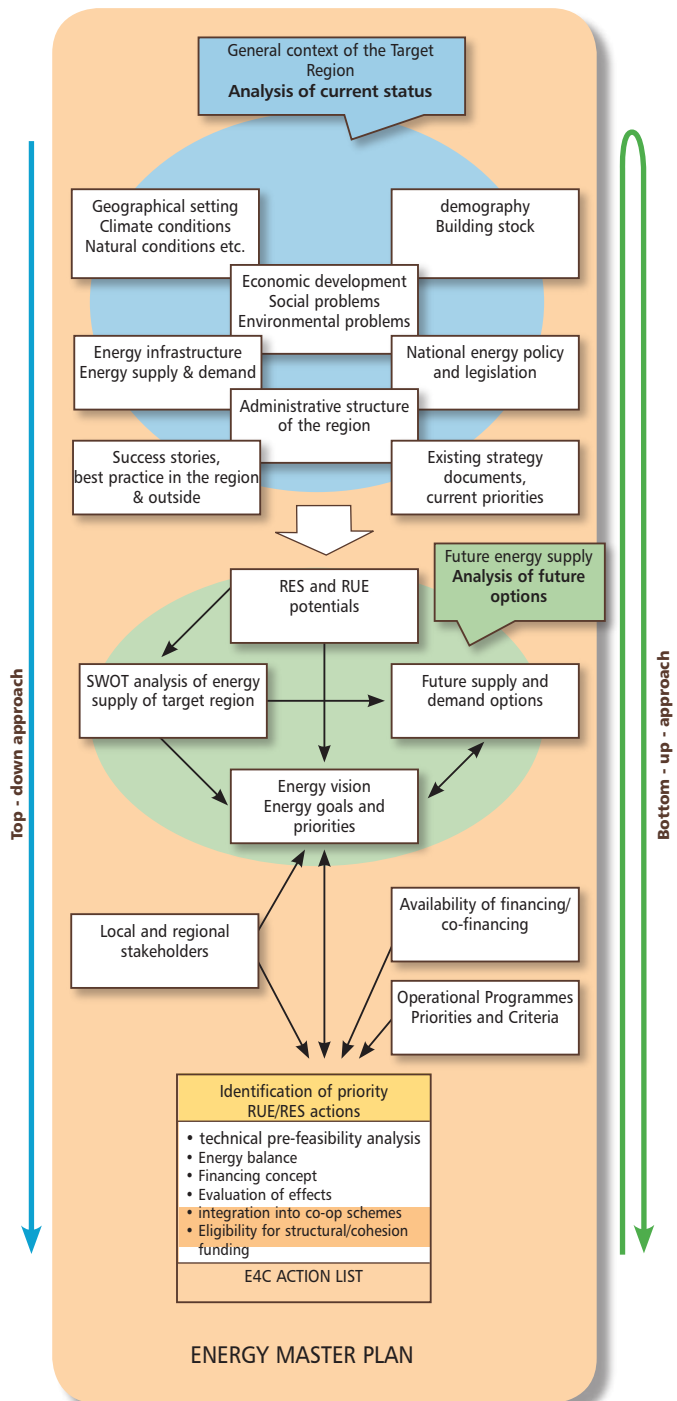 General context of the Target
Region
Analysis of current status
Geographical setting
Climate conditions
Natural conditions etc.
demography
Building stock
Economic development
Social problems
Environmental problems
Energy infrastructure
Energy supply & demand
National energy policy
and legislation
Administrative structure
of the region
Success stories,
best practice in the region
& outside
Existing strategy
documents,
current priorities
Future energy supply
Analysis of future
options
RES and RUE
potentials
SWOT analysis of energy
supply of target region
Future supply and
demand options
Energy vision
Energy goals and
priorities
Top - down approach
Bottom - up - approach
Local and regional
stakeholders
Availability of financing/
co-financing
Operational Programmes
Priorities and Criteria
Identification of priority
RUE/RES actions
• technical pre-feasibility analysis
• Energy balance
• Financing concept
• Evaluation of effects
• integration into co-op schemes
• Eligibility for structural/cohesion
funding
E4C ACTION LIST
ENERGY MASTER PLAN